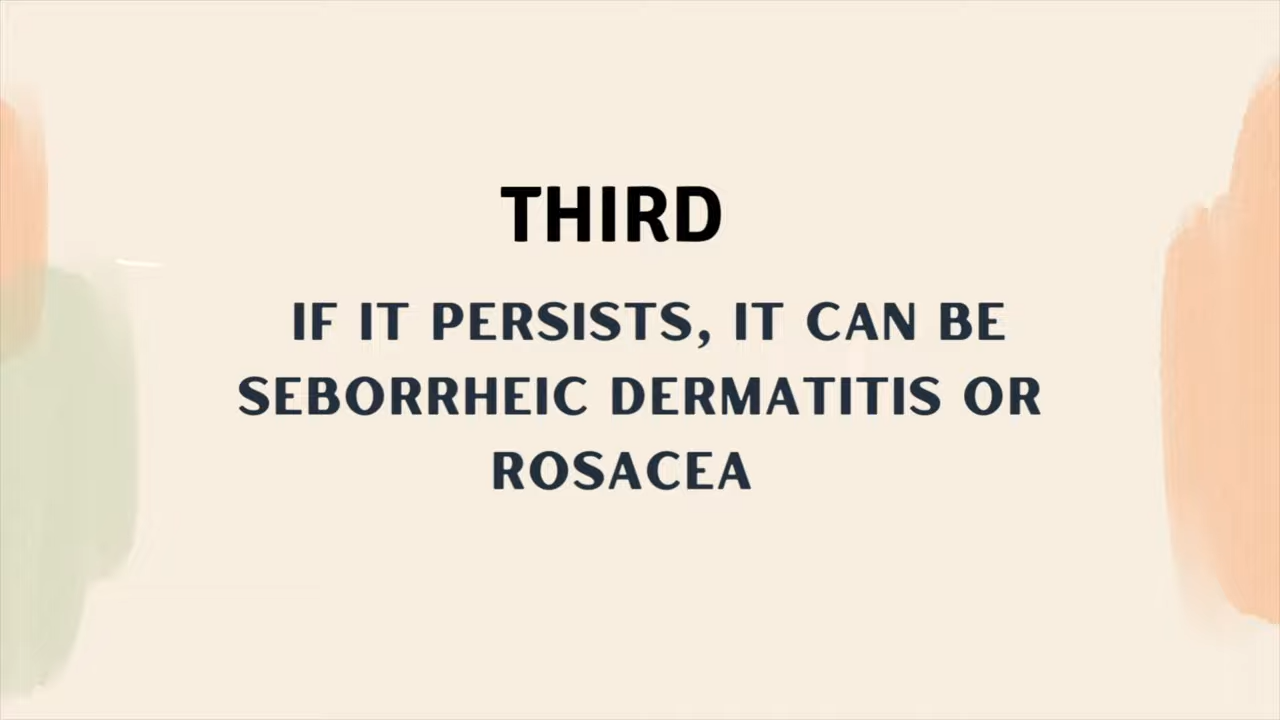 THIRD
IF IT PERSISTS, IT CAN BE
SEBORRHEIC DERMATITIS OR
ROSACEA